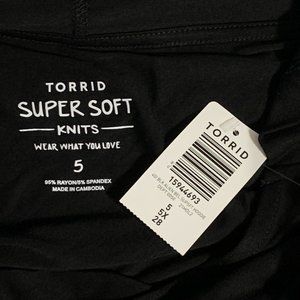 TORRID
SUPER SOFT
KNITS
WEAR WHAT YOU LOVE
5
95% RAYON/5% SPANDEX
MADE IN CAMBODIA
TORRID
15944693
5
5X
28